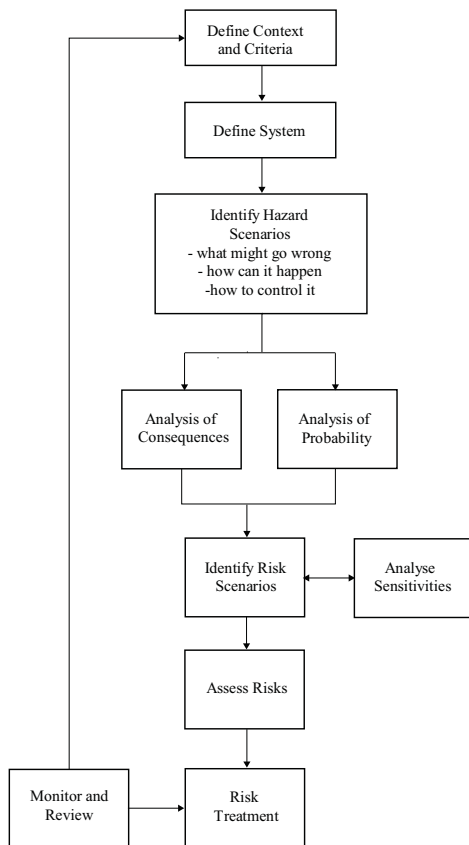 Define Context
and Criteria
Define System
Identify Hazard
Scenarios
- what might go wrong
- how can it happen
-how to control it
Analysis of
Consequences
Analysis of
Probability
Identify Risk
Scenarios
Analyse
Sensitivities
Assess Risks
Monitor and
Review
Risk
Treatment